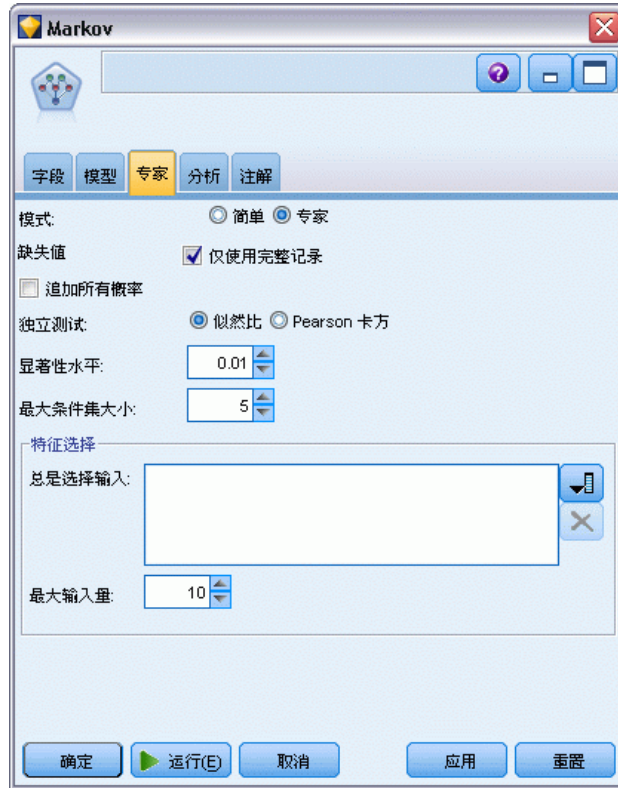 Markov
字段 模型 专家 分析 注解
模式: 简单 专家
缺失值 仅使用完整记录
追加所有概率
独立测试: 似然比 Pearson 卡方
显著性水平: 0.01
最大条件集大小: 5
特征选择
总是选择输入:
最大输入量: 10
确定 运行(E) 取消 应用 重置